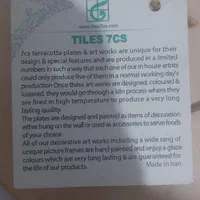 www.tiles7cs.com
TILES 7CS
7cs terracotta plates & art works are unique for their
design & special features and are produced in a limited
numbers in such a way that each one of our in house artists
could only produce five of them in a normal working day's
production Once these art works are designed, coloured &
lustered, they would go through a kiln process where they
are fired in high temperature to produce a very long
lasting quality.
The plates are designed and painted as items of decoration
either hung on the wall or used as accessories to serve foods
of your choice.
All of our decorative art works including a wide rang of
unique picture frames are hand painted and enjoy a glaze
colours which are very long lasting & are guaranteed for
the life of our products.
Made in Iran